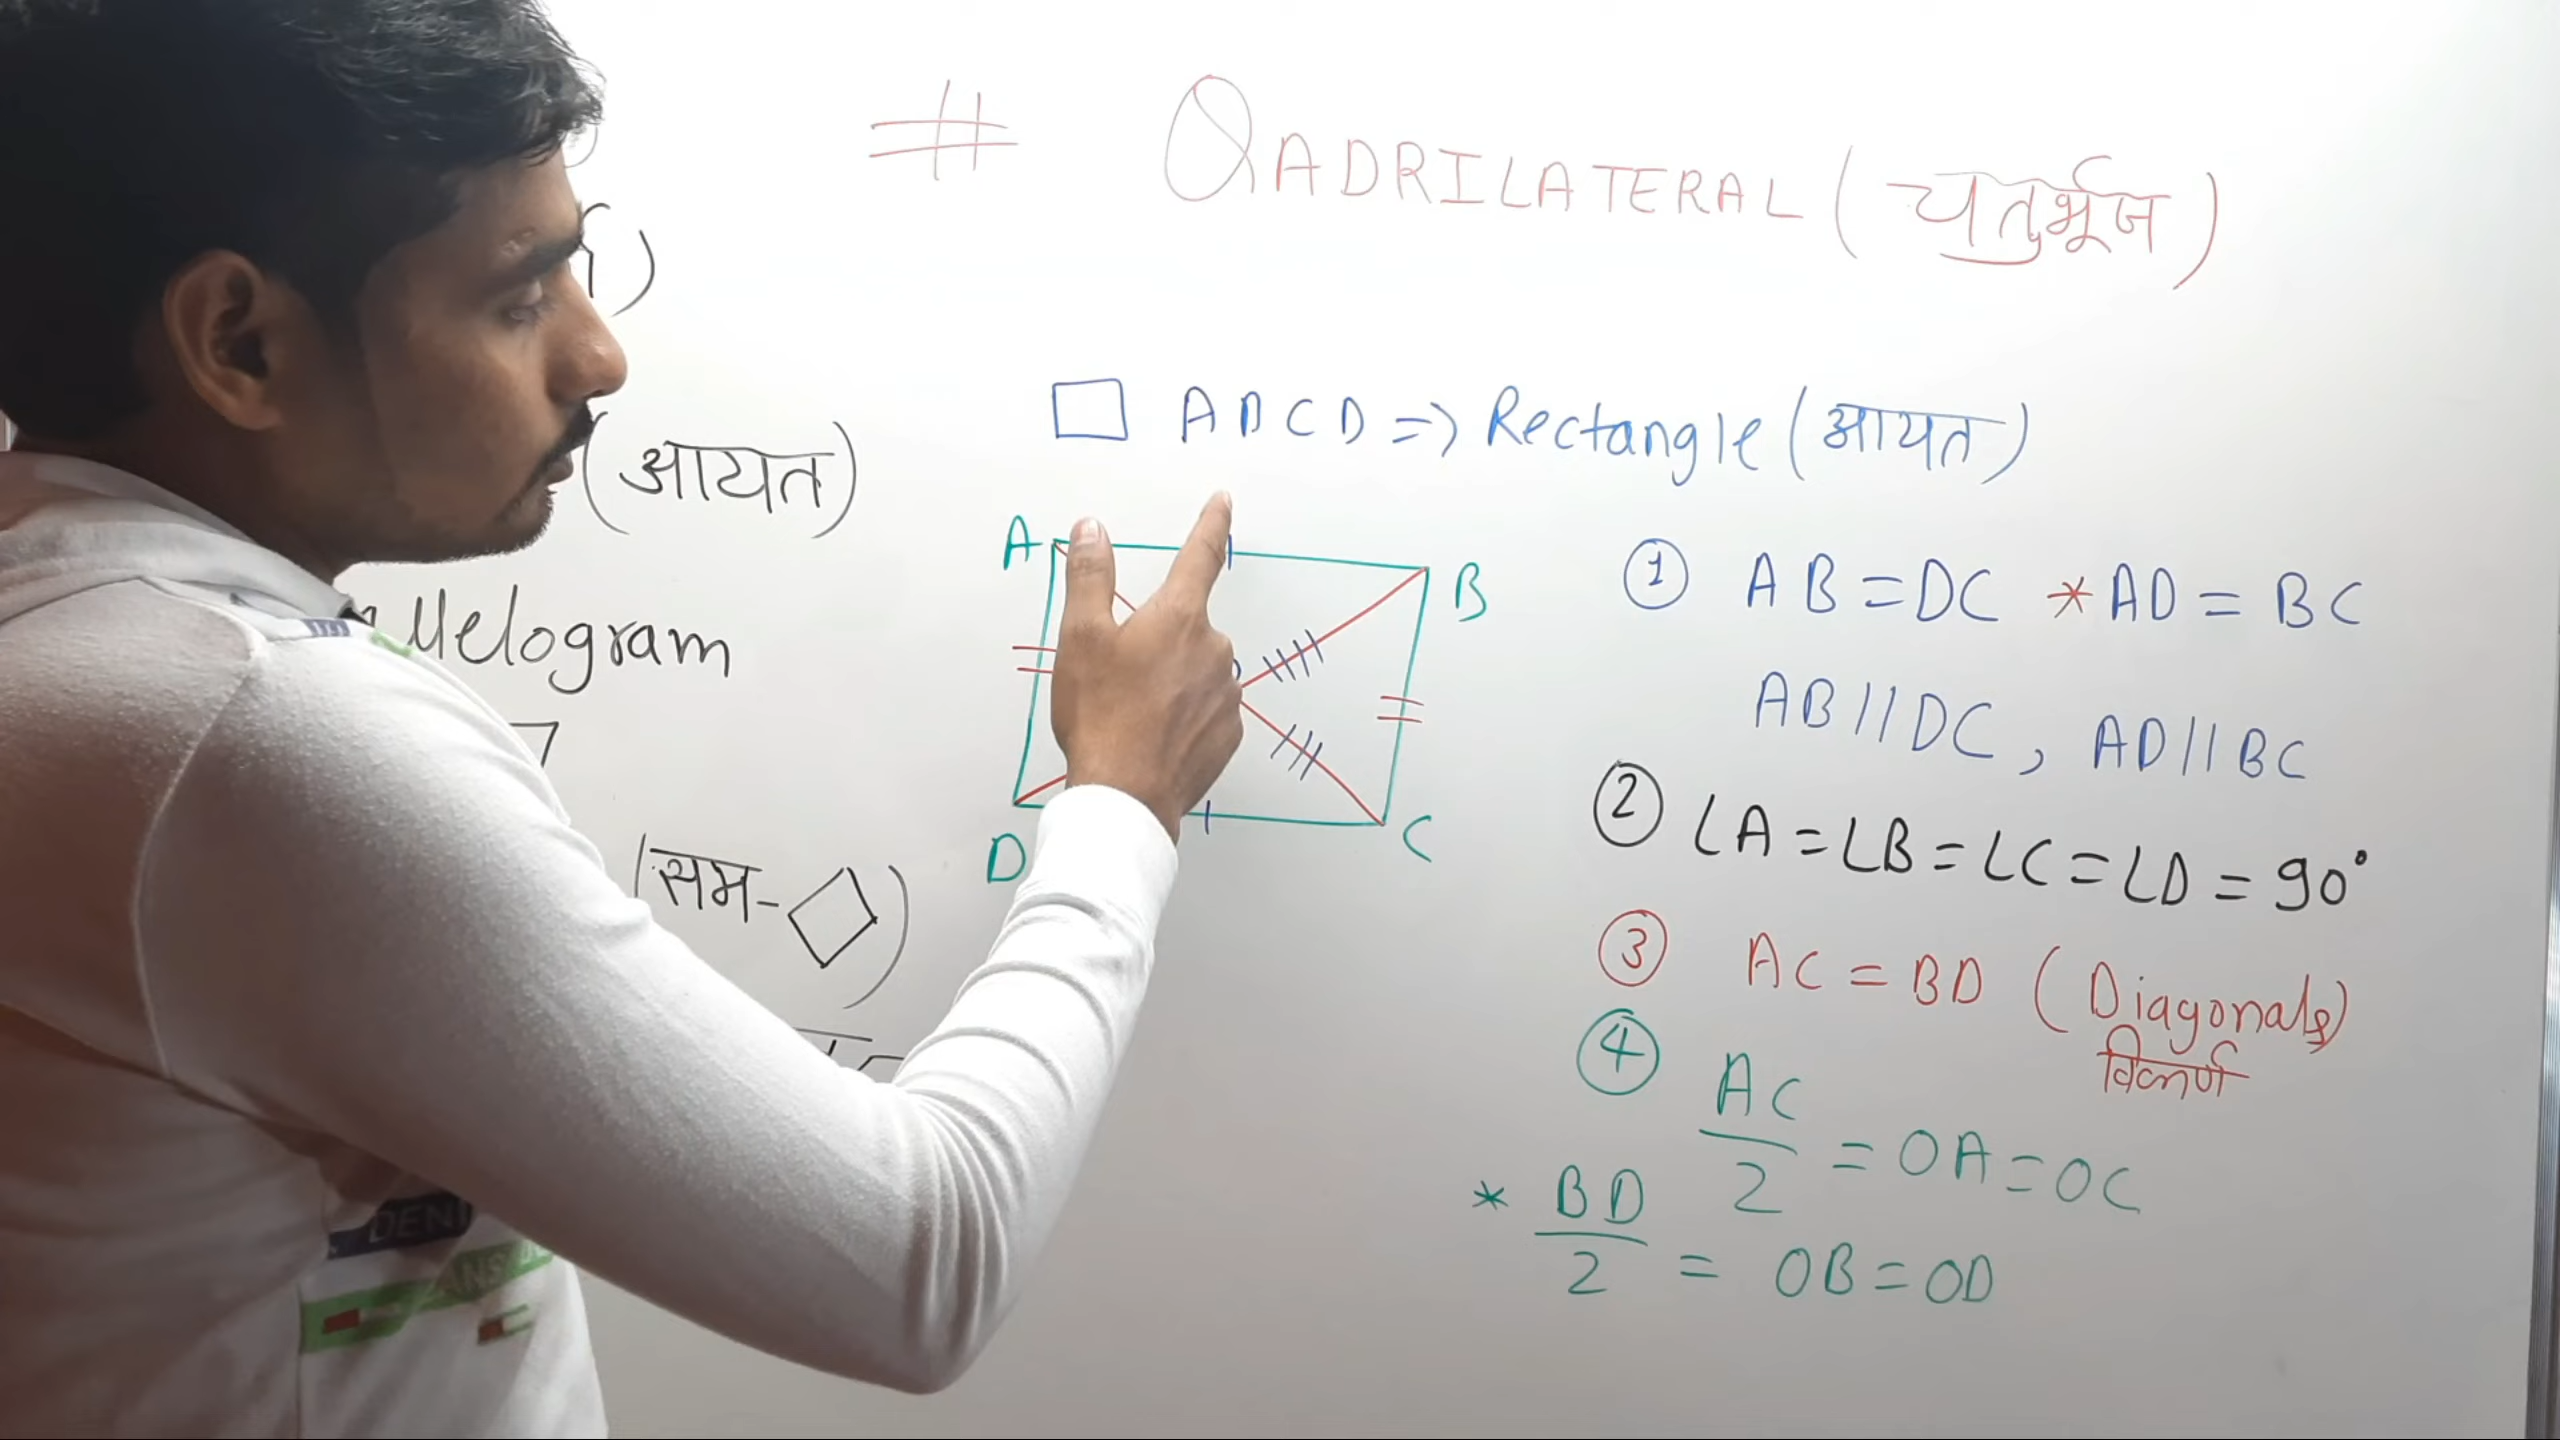 # QADRILATERAL (चतुर्भूज)
(आयत)
llelogram
(सम-◇)
□ ABCD => Rectangle (आयत)
A
B
D
C
① AB = DC * AD = BC
AB // DC, AD // BC
② ∠A = ∠B = ∠C = ∠D = 90°
③ AC = BD (Diagonals)
विकर्ण
④ AC/2 = OA = OC
* BD/2 = OB = OD
DENI